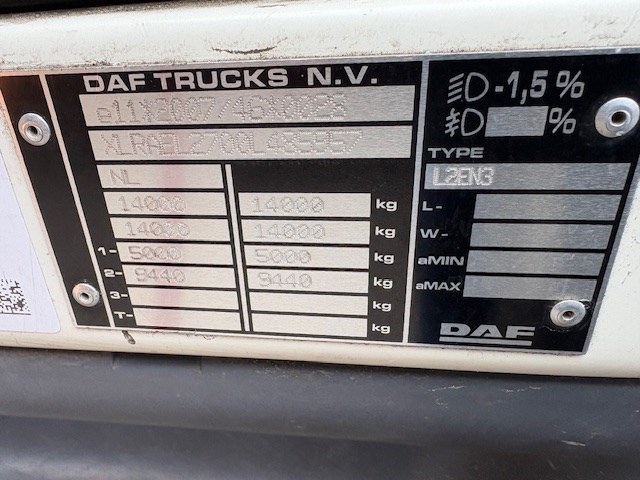 DAF TRUCKS N.V.
e11*2007/46*0023
NL
14000 14000 kg
14000 14000 kg
1- 5000 5000 kg
2- 9440 9440 kg
3- kg
T- kg
-1,5%
%
TYPE
L2EN3
L-
W-
aMIN
aMAX
DAF